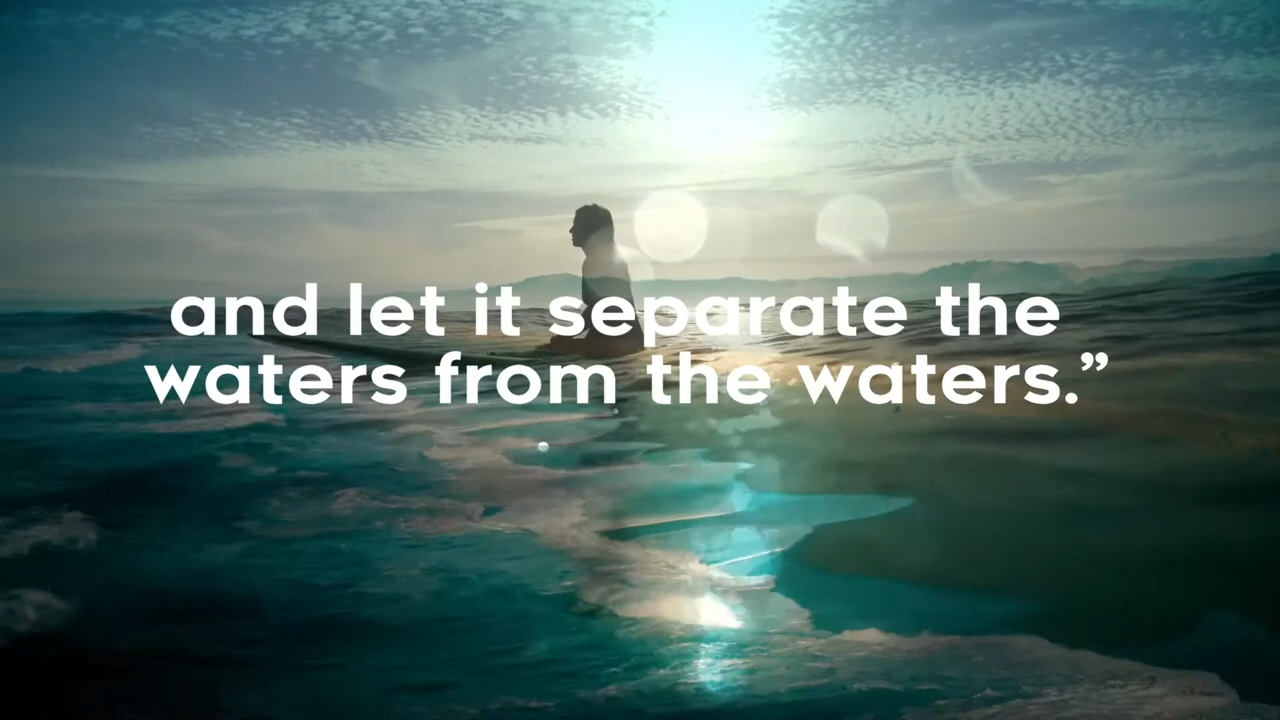 and let it separate the
waters from the waters.”